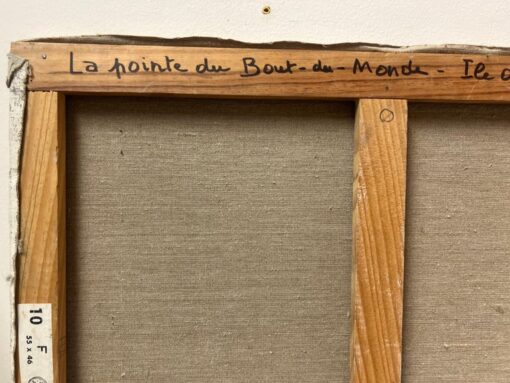 La pointe du Bout-du-Monde - Ile
10 F
55 x 46